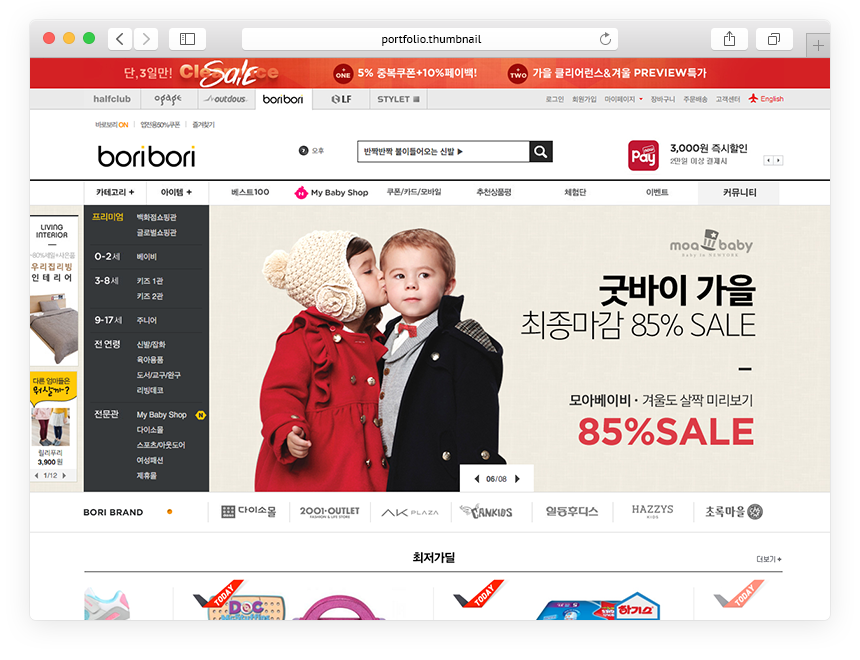 portfolio.thumbnail
단, 3일만! Clearance Sale ONE 5% 중복쿠폰+10%페이백! TWO 가을 클리어런스&겨울 PREVIEW특가
halfclub ogage outdoors. boribori LF STYLET 로그인 회원가입 마이페이지 장바구니 주문배송 고객센터 English
바로보리 ON 앱전용50%쿠폰 즐겨찾기
boribori ? 오후 반짝반짝 불이들어오는 신발 ▶ Pay 3,000원 즉시할인
2만원 이상 결제시
카테고리 + 아이템 + 베스트100 My Baby Shop 쿠폰/카드/모바일 추천상품평 체험단 이벤트 커뮤니티
LIVING
INTERIOR
~80%세일+사은품
우리집리빙
인테리어
다른 엄마들은
뭐살까?
릴리푸리
3,900 원
1/12
프리미엄 백화점쇼핑관
글로벌쇼핑관
0-2 세 베이비
3-8 세 키즈 1관
키즈 2관
9-17 세 주니어
전 연령 신발/잡화
육아용품
도서/교구/완구
리빙데코
전문관 My Baby Shop N
다이소몰
스포츠/아웃도어
여성패션
제휴몰
moa baby
Baby in NEWYORK
굿바이 가을
최종마감 85% SALE
모아베이비 · 겨울도 살짝 미리보기
85%SALE
06/08
BORI BRAND 다이소몰 2001·OUTLET AK PLAZA CANKIDS 일동후디스 HAZZYS 초록마을
FASHION & LIFE STORE KIDS
최저가딜 더보기 +
TODAY TODAY TODAY
DOC
McStuffins
하기스